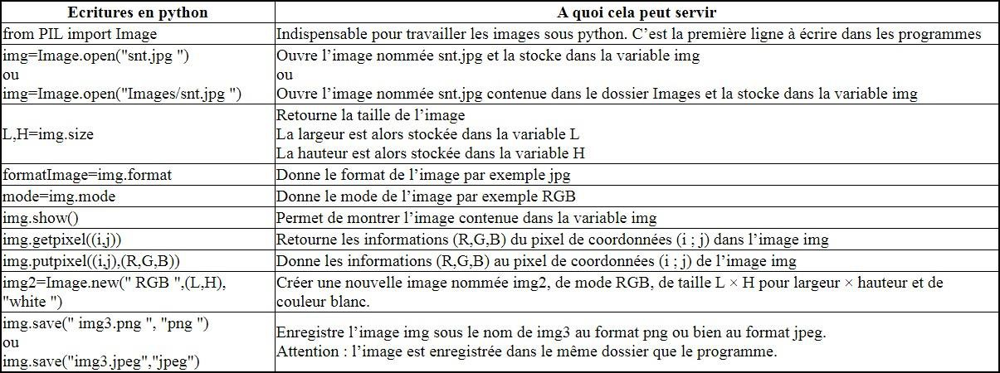 Ecritures en python
A quoi cela peut servir
from PIL import Image
Indispensable pour travailler les images sous python. C’est la première ligne à écrire dans les programmes
img=Image.open("snt.jpg ")
ou
img=Image.open("Images/snt.jpg ")
Ouvre l’image nommée snt.jpg et la stocke dans la variable img
ou
Ouvre l’image nommée snt.jpg contenue dans le dossier Images et la stocke dans la variable img
L,H=img.size
Retourne la taille de l’image
La largeur est alors stockée dans la variable L
La hauteur est alors stockée dans la variable H
formatImage=img.format
Donne le format de l’image par exemple jpg
mode=img.mode
Donne le mode de l’image par exemple RGB
img.show()
Permet de montrer l’image contenue dans la variable img
img.getpixel((i,j))
Retourne les informations (R,G,B) du pixel de coordonnées (i ; j) dans l’image img
img.putpixel((i,j),(R,G,B))
Donne les informations (R,G,B) au pixel de coordonnées (i ; j) de l’image img
img2=Image.new(" RGB ",(L,H),
"white ")
Créer une nouvelle image nommée img2, de mode RGB, de taille L × H pour largeur × hauteur et de
couleur blanc.
img.save(" img3.png ", "png ")
ou
img.save("img3.jpeg","jpeg")
Enregistre l’image img sous le nom de img3 au format png ou bien au format jpeg.
Attention : l’image est enregistrée dans le même dossier que le programme.